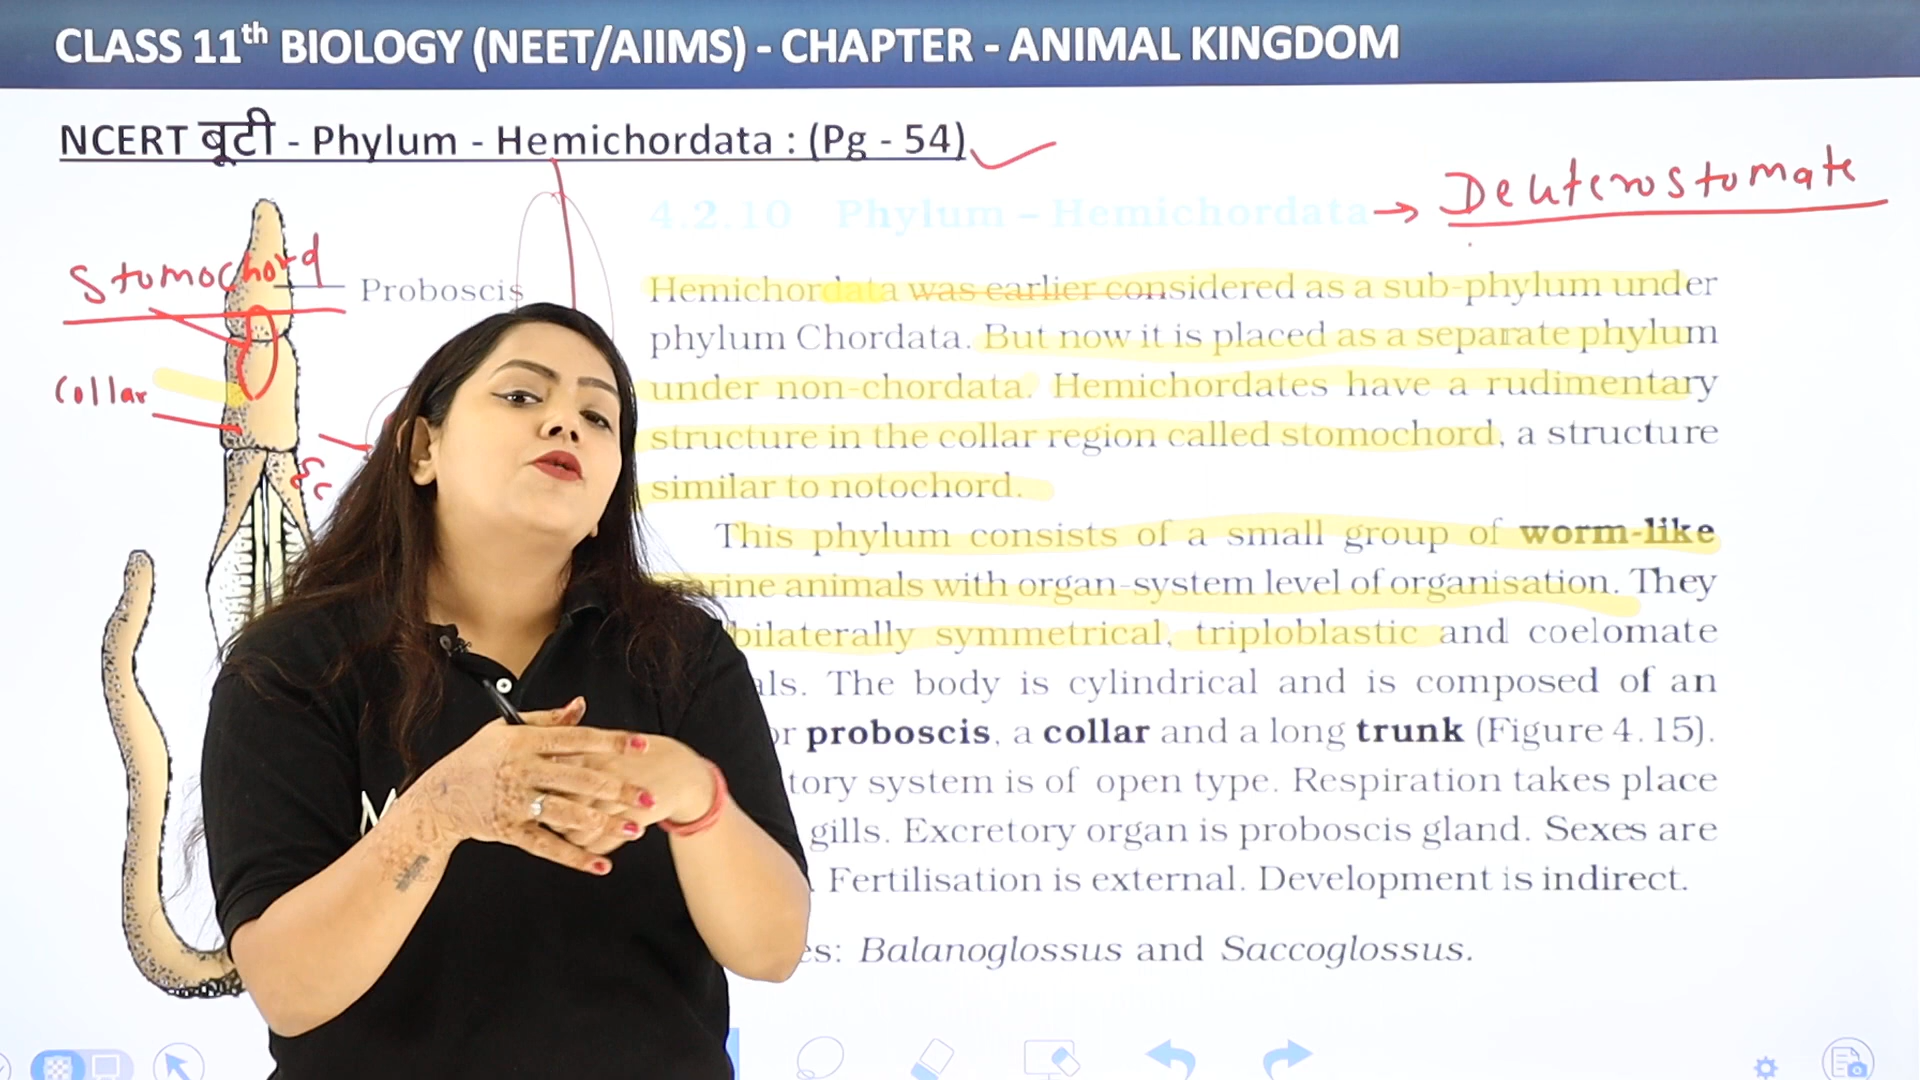 CLASS 11th BIOLOGY (NEET/AIIMS) - CHAPTER - ANIMAL KINGDOM
NCERT बूटी - Phylum - Hemichordata : (Pg - 54)
4.2.10 Phylum – Hemichordata → Deuterostomate
Stomochord
Proboscis
Collar
Hemichordata was earlier considered as a sub-phylum under
phylum Chordata. But now it is placed as a separate phylum
under non-chordata. Hemichordates have a rudimentary
structure in the collar region called stomochord, a structure
similar to notochord.
This phylum consists of a small group of worm-like
animals with organ-system level of organisation. They
bilaterally symmetrical, triploblastic and coelomate
The body is cylindrical and is composed of an
proboscis, a collar and a long trunk (Figure 4.15).
system is of open type. Respiration takes place
gills. Excretory organ is proboscis gland. Sexes are
Fertilisation is external. Development is indirect.
Balanoglossus and Saccoglossus.